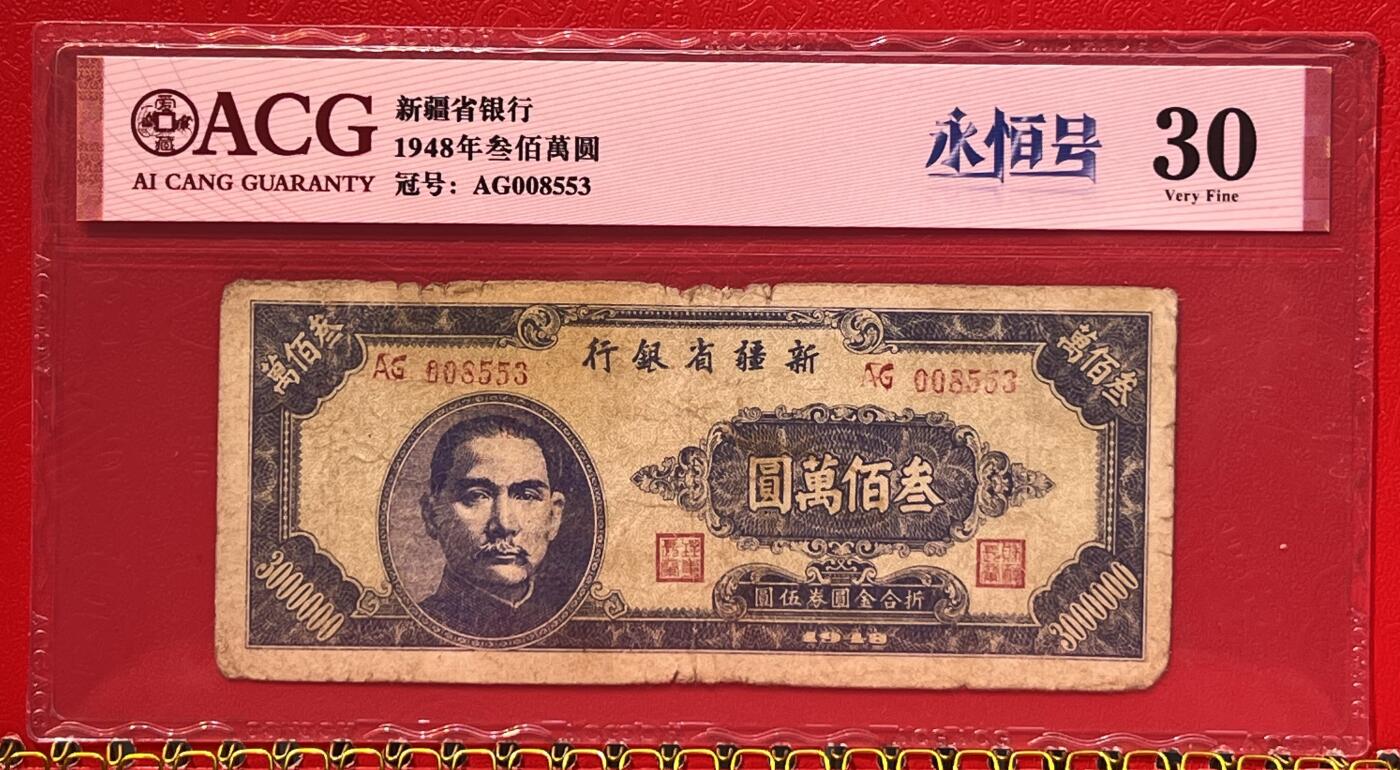 ACG
AI CANG GUARANTY
新疆省银行
1948年叁佰萬圓
冠号：AG008553
永恒号
30
Very Fine
萬佰叁
萬佰叁
行銀省疆新
AG 008553
AG 008553
圓萬佰叁
圓伍券圓金合折
1948
3000000
3000000